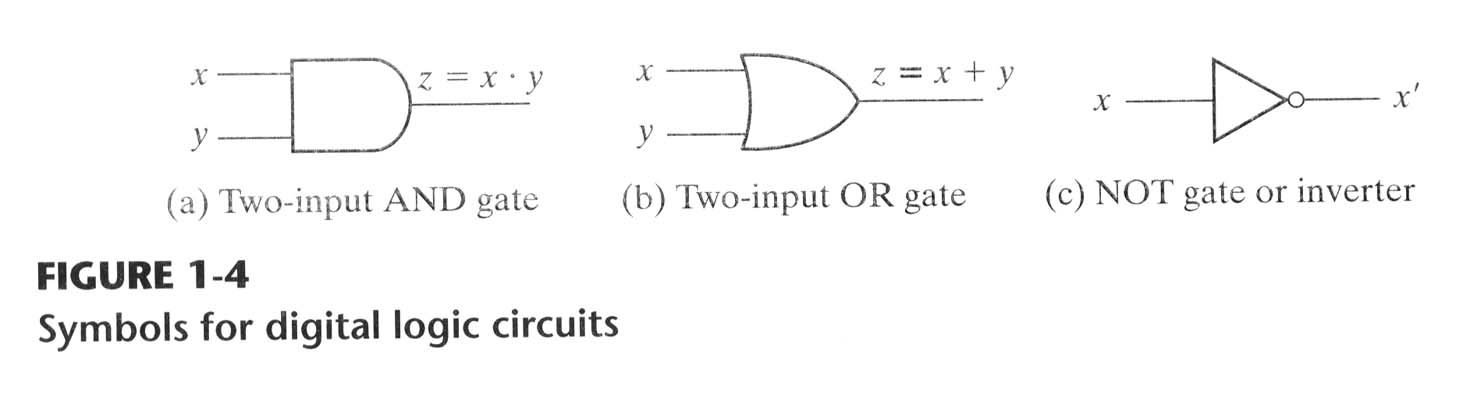 x
y
z = x · y
x
y
z = x + y
x
x′
(a) Two-input AND gate
(b) Two-input OR gate
(c) NOT gate or inverter
FIGURE 1-4
Symbols for digital logic circuits